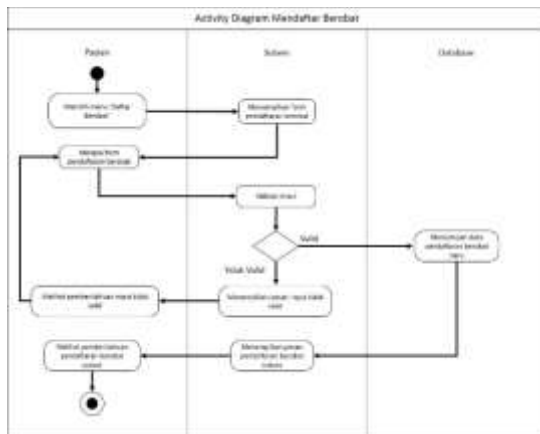 Activity Diagram Mendaftar Berobat
Pasien
Sistem
Database
Memilih menu "Daftar
Berobat"
Menampilkan form
pendaftaran berobat
Mengisi form
pendaftaran berobat
Validasi
Valid
Tidak Valid
Menyimpan data
pendaftaran berobat
baru
Melihat pemberitahuan input tidak
valid
Menampilkan pesan input tidak
valid
Melihat pemberitahuan
pendaftaran berobat
sukses
Menampilkan pesan
pendaftaran berobat
sukses